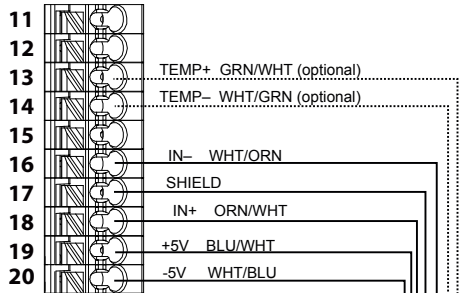 11
12
13 TEMP+ GRN/WHT (optional)
14 TEMP– WHT/GRN (optional)
15
16 IN– WHT/ORN
17 SHIELD
18 IN+ ORN/WHT
19 +5V BLU/WHT
20 -5V WHT/BLU